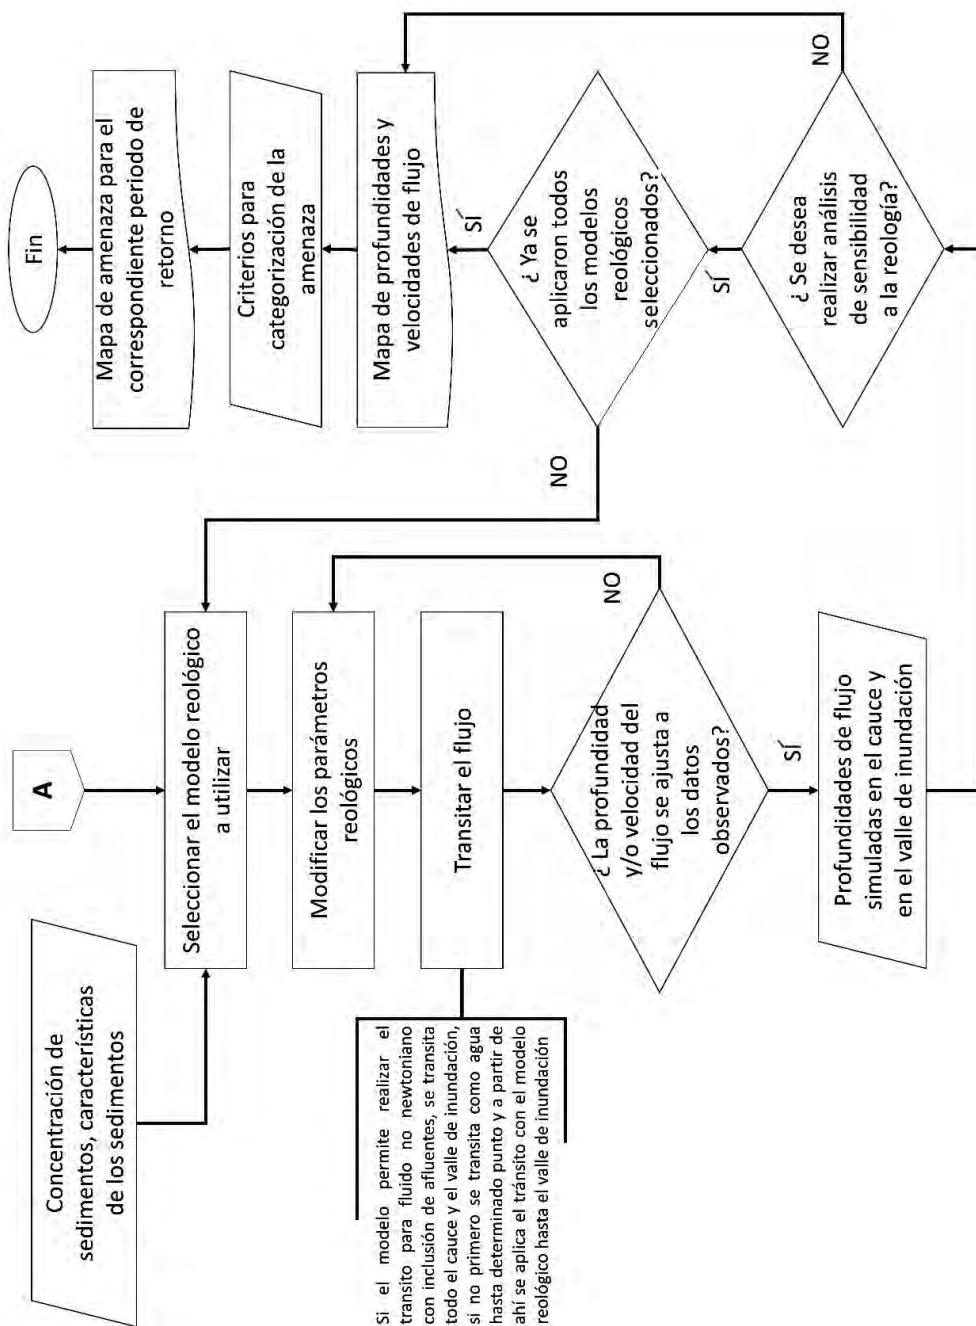 A
Concentración de
sedimentos, características
de los sedimentos
Seleccionar el modelo reológico
a utilizar
Modificar los parámetros
reológicos
Transitar el flujo
Si el modelo permite realizar el
transito para fluido no newtoniano
con inclusión de afluentes, se transita
todo el cauce y el valle de inundación,
si no primero se transita como agua
hasta determinado punto y a partir de
ahí se aplica el tránsito con el modelo
reológico hasta el valle de inundación
¿ La profundidad
y/o velocidad del
flujo se ajusta a
los datos
observados?
NO
SÍ
Profundidades de flujo
simuladas en el cauce y
en el valle de inundación
¿ Se desea
realizar análisis
de sensibilidad
a la reología?
NO
SÍ
¿ Ya se
aplicaron todos
los modelos
reológicos
seleccionados?
NO
SÍ
Mapa de profundidades y
velocidades de flujo
Criterios para
categorización de la
amenaza
Mapa de amenaza para el
correspondiente periodo de
retorno
Fin